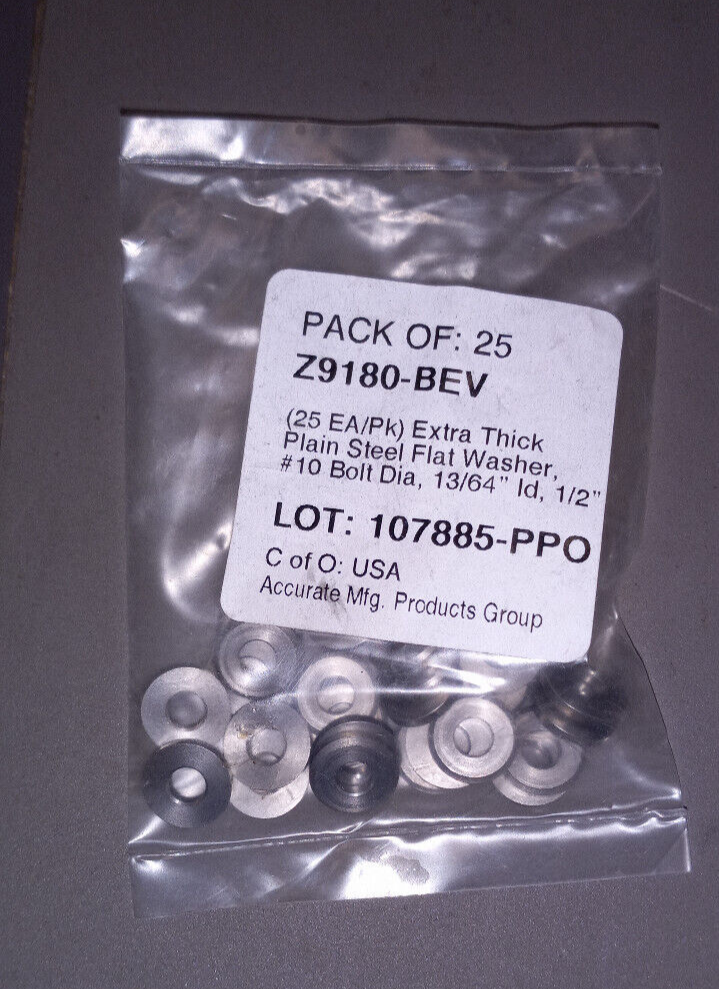 PACK OF: 25
Z9180-BEV
(25 EA/Pk) Extra Thick
Plain Steel Flat Washer,
#10 Bolt Dia, 13/64" Id, 1/2"
LOT: 107885-PPO
C of O: USA
Accurate Mfg. Products Group